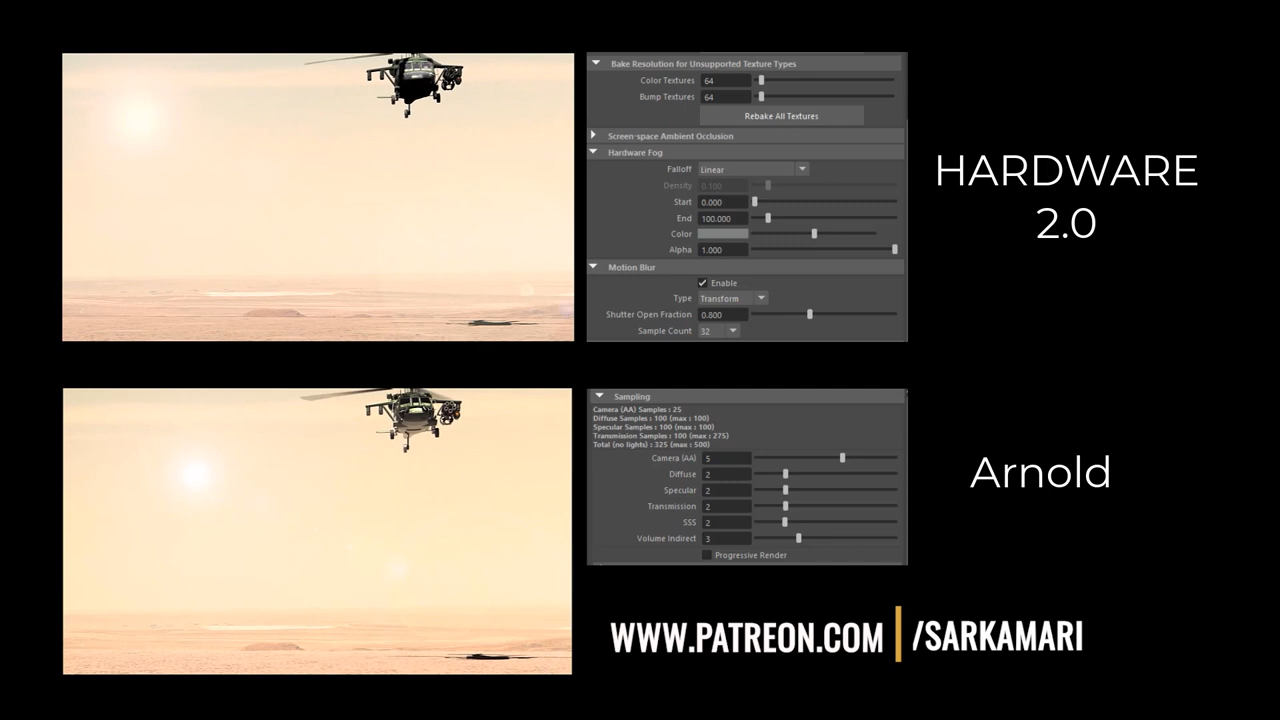 Bake Resolution for Unsupported Texture Types
Color Textures 64
Bump Textures 64
Rebake All Textures
Screen-space Ambient Occlusion
Hardware Fog
Falloff Linear
Density 0.100
Start 0.000
End 100.000
Color
Alpha 1.000
Motion Blur
Enable
Type Transform
Shutter Open Fraction 0.800
Sample Count 32
HARDWARE
2.0
Sampling
Camera (AA) Samples : 25
Diffuse Samples : 100 (max : 100)
Specular Samples : 100 (max : 100)
Transmission Samples : 100 (max : 275)
Total (no lights) : 325 (max : 500)
Camera (AA) 5
Diffuse 2
Specular 2
Transmission 2
SSS 2
Volume Indirect 3
Progressive Render
Arnold
WWW.PATREON.COM /SARKAMARI